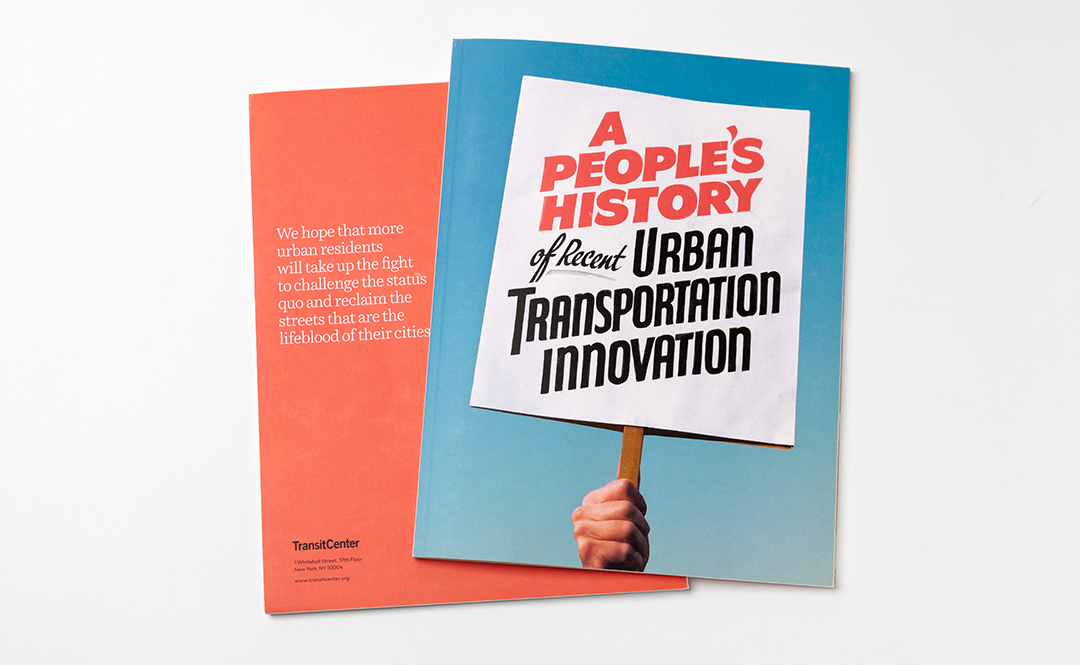 We hope that more
urban residents
will take up the fight
to challenge the status
quo and reclaim the
streets that are the
lifeblood of their cities
TransitCenter
1 Whitehall Street, 17th Floor
New York, NY 10004
www.transitcenter.org
A
PEOPLE'S
HISTORY
of Recent URBAN
TRANSPORTATION
INNOVATION